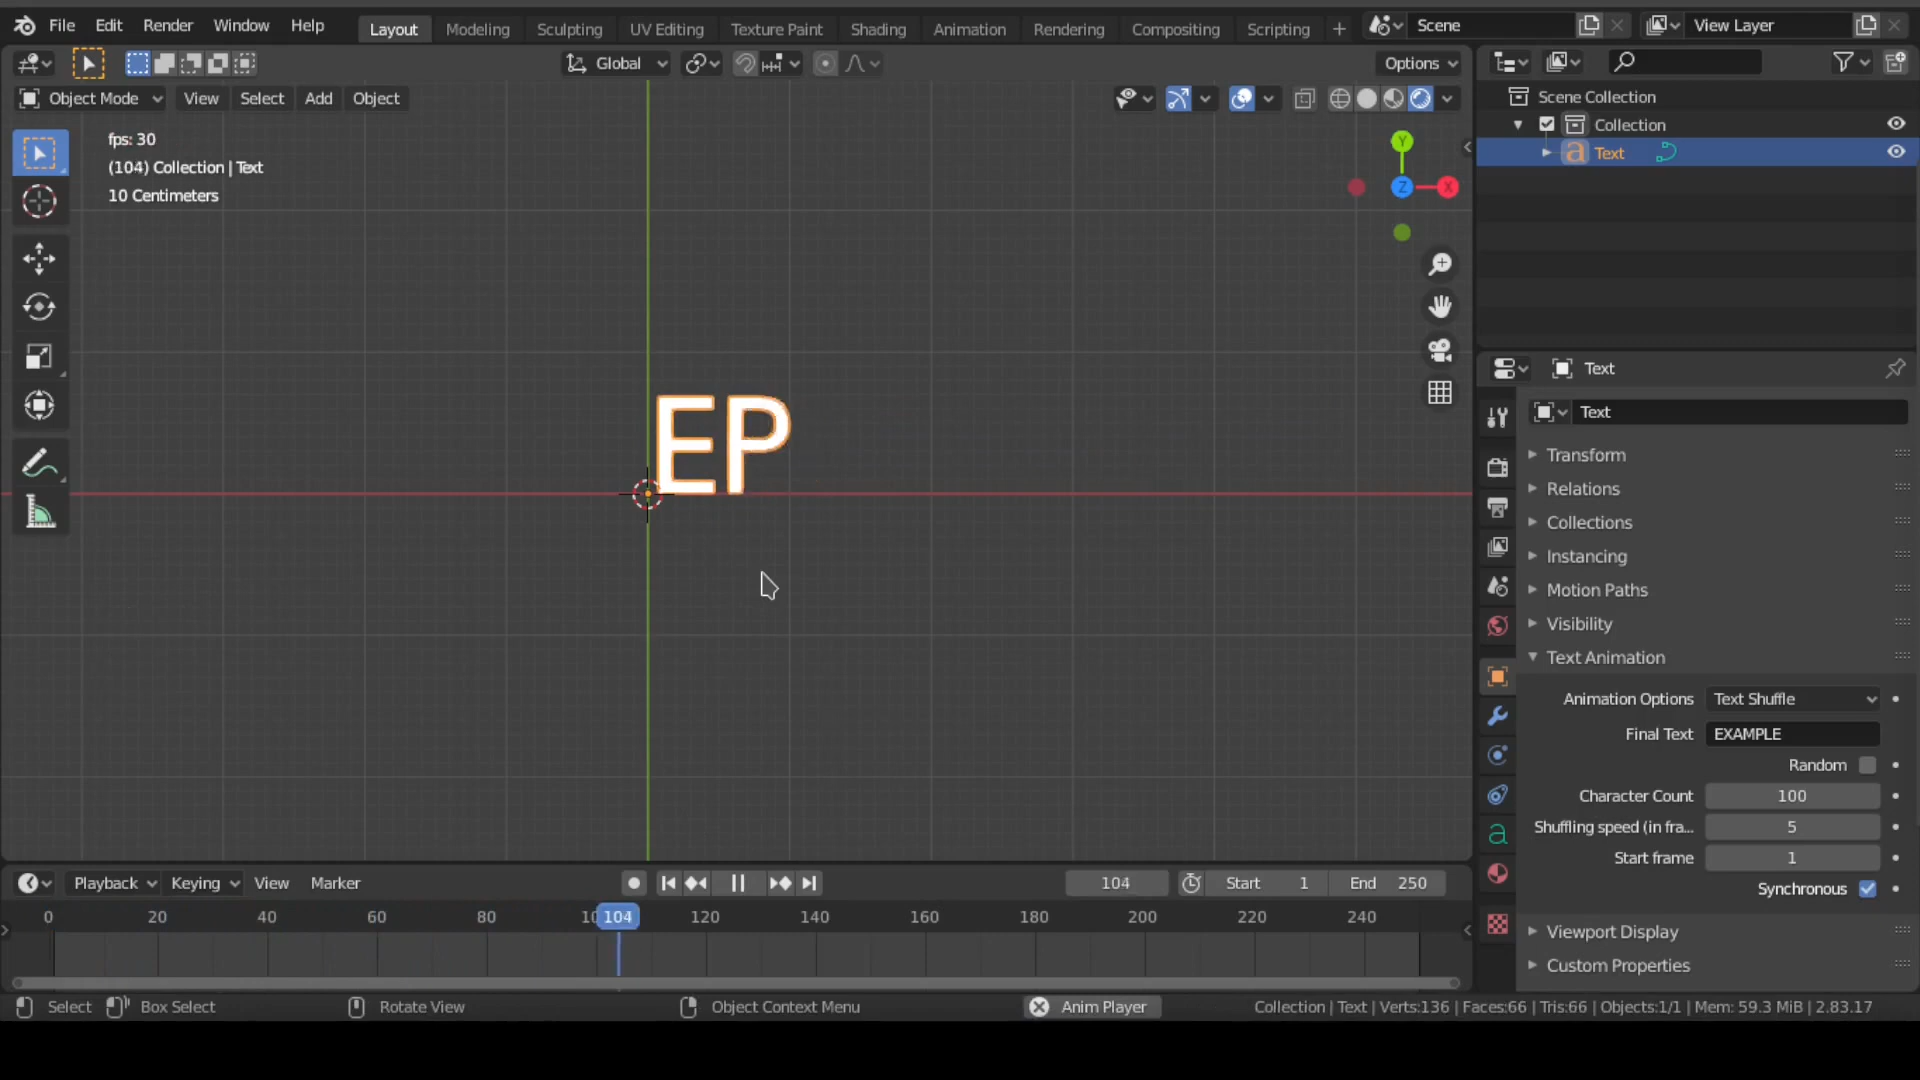 File Edit Render Window Help Layout Modeling Sculpting UV Editing Texture Paint Shading Animation Rendering Compositing Scripting + Scene View Layer
Global Options
Object Mode View Select Add Object
fps: 30
(104) Collection | Text
10 Centimeters
Y
Z X
EP
Scene Collection
Collection
Text
Text
Text
Transform
Relations
Collections
Instancing
Motion Paths
Visibility
Text Animation
Animation Options Text Shuffle
Final Text EXAMPLE
Random
Character Count 100
Shuffling speed (in fra... 5
Start frame 1
Synchronous
Viewport Display
Custom Properties
Playback Keying View Marker 104 Start 1 End 250
0 20 40 60 80 10 104 120 140 160 180 200 220 240
Select Box Select Rotate View Object Context Menu Anim Player Collection | Text | Verts:136 | Faces:66 | Tris:66 | Objects:1/1 | Mem: 59.3 MiB | 2.83.17